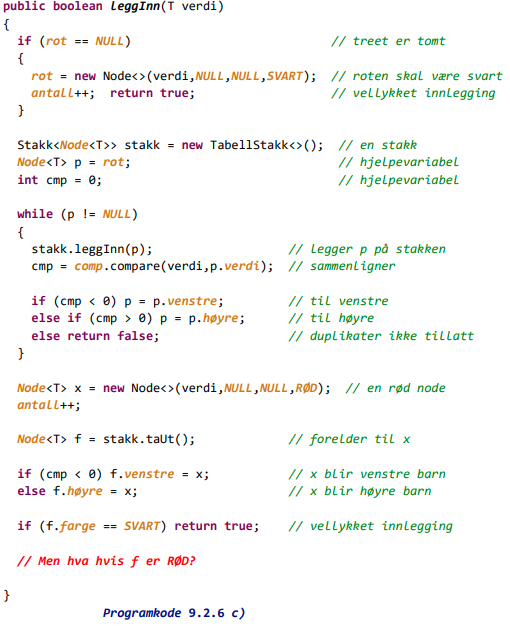 public boolean leggInn(T verdi)
{
if (rot == NULL) // treet er tomt
{
rot = new Node<>(verdi,NULL,NULL,SVART); // roten skal være svart
antall++; return true; // vellykket innlegging
}
Stakk<Node<T>> stakk = new TabellStakk<>(); // en stakk
Node<T> p = rot; // hjelpevariabel
int cmp = 0; // hjelpevariabel
while (p != NULL)
{
stakk.leggInn(p); // legger p på stakken
cmp = comp.compare(verdi,p.verdi); // sammenligner
if (cmp < 0) p = p.venstre; // til venstre
else if (cmp > 0) p = p.høyre; // til høyre
else return false; // duplikater ikke tillatt
}
Node<T> x = new Node<>(verdi,NULL,NULL,RØD); // en rød node
antall++;
Node<T> f = stakk.taUt(); // forelder til x
if (cmp < 0) f.venstre = x; // x blir venstre barn
else f.høyre = x; // x blir høyre barn
if (f.farge == SVART) return true; // vellykket innlegging
// Men hva hvis f er RØD?
}
Programkode 9.2.6 c)